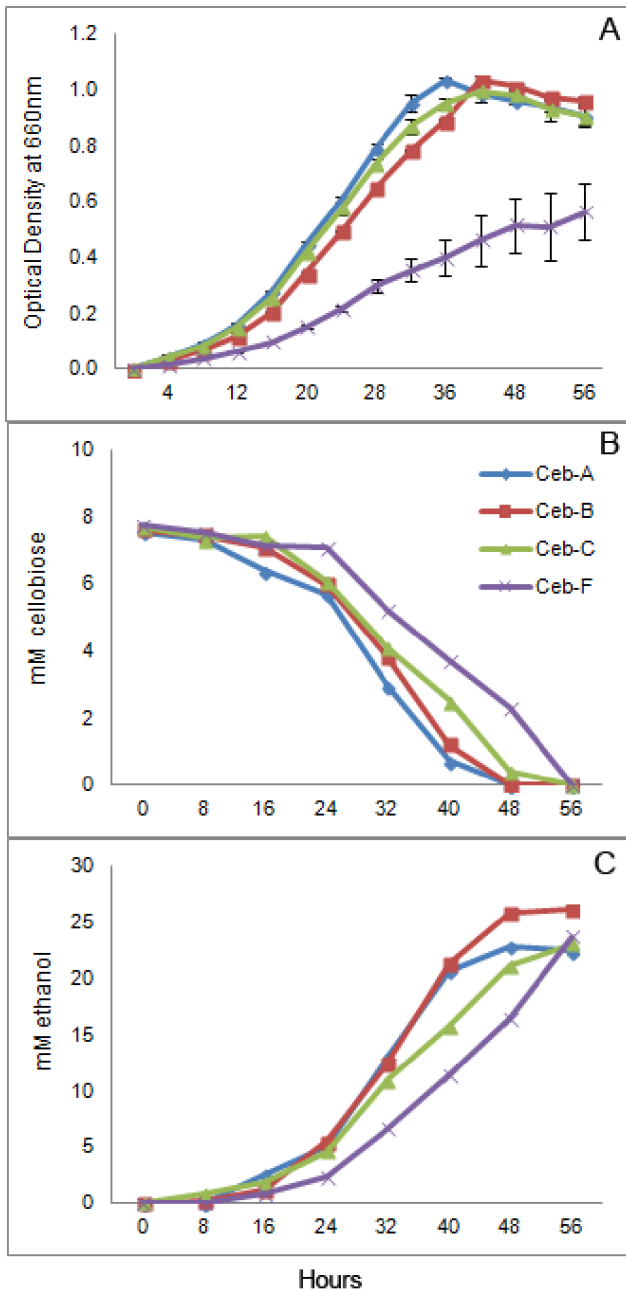 A
1.2
1.0
0.8
0.6
0.4
0.2
0.0
Optical Density at 660nm
4 12 20 28 36 48 56
B
10
8
6
4
2
0
mM cellobiose
Ceb-A
Ceb-B
Ceb-C
Ceb-F
0 8 16 24 32 40 48 56
C
30
25
20
15
10
5
0
mM ethanol
0 8 16 24 32 40 48 56
Hours